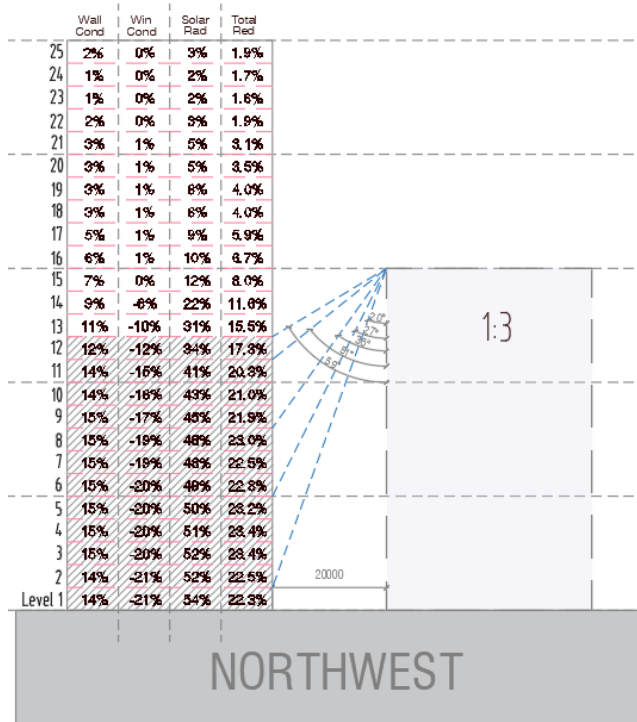 Wall Win Solar Total
Cond Cond Rad Red
25 2% 0% 3% 1.9%
24 1% 0% 2% 1.7%
23 1% 0% 2% 1.6%
22 2% 0% 3% 1.9%
21 3% 1% 5% 3.1%
20 3% 1% 5% 3.5%
19 3% 1% 6% 4.0%
18 3% 1% 6% 4.0%
17 5% 1% 9% 5.9%
16 6% 1% 10% 6.7%
15 7% 0% 12% 8.0%
14 9% -6% 22% 11.6%
13 11% -10% 31% 15.5%
12 12% -12% 34% 17.3%
11 14% -15% 41% 20.3%
10 14% -16% 43% 21.0%
9 15% -17% 45% 21.9%
8 15% -19% 48% 23.0%
7 15% -19% 48% 22.5%
6 15% -20% 49% 22.8%
5 15% -20% 50% 23.2%
4 15% -20% 51% 23.4%
3 15% -20% 52% 23.4%
2 14% -21% 52% 22.5%
Level 1 14% -21% 54% 22.3%
20°
27°
1:3
20000
NORTHWEST